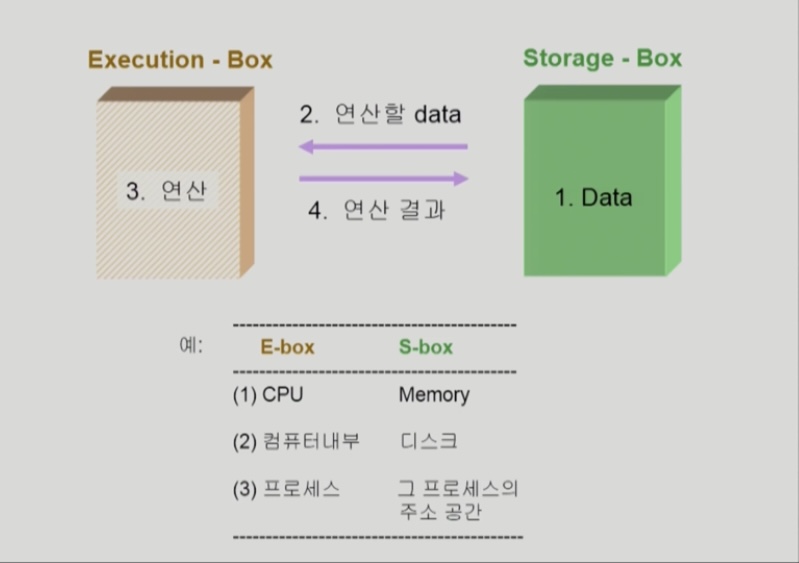 Execution - Box
Storage - Box
2. 연산할 data
3. 연산
1. Data
4. 연산 결과
예:
E-box S-box
(1) CPU Memory
(2) 컴퓨터내부 디스크
(3) 프로세스 그 프로세스의
주소 공간